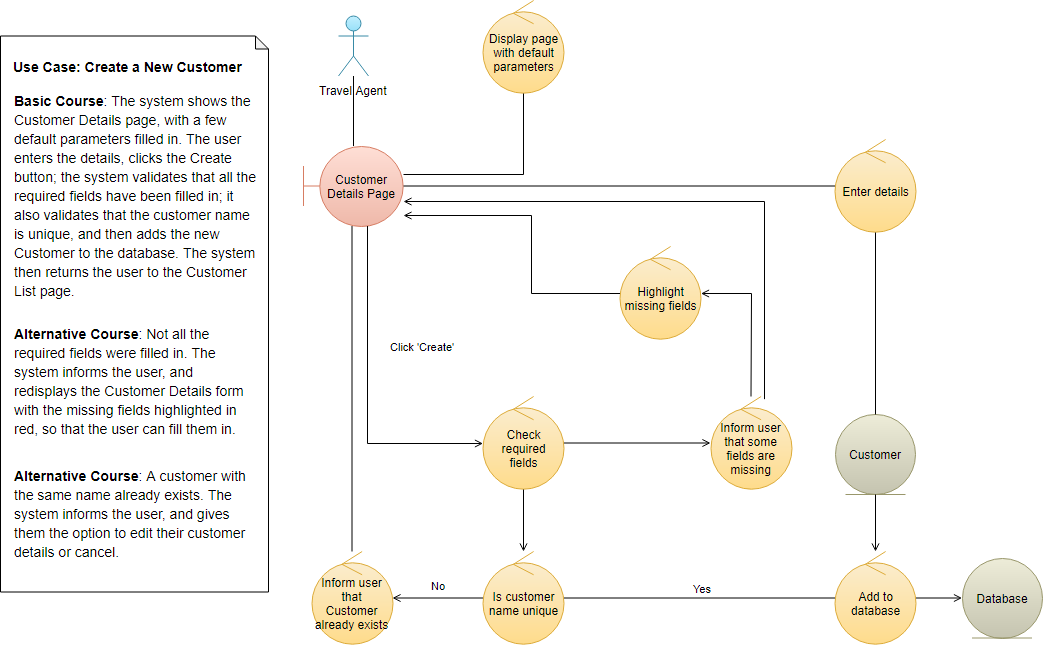 Use Case: Create a New Customer
Basic Course: The system shows the
Customer Details page, with a few
default parameters filled in. The user
enters the details, clicks the Create
button; the system validates that all the
required fields have been filled in; it
also validates that the customer name
is unique, and then adds the new
Customer to the database. The system
then returns the user to the Customer
List page.
Alternative Course: Not all the
required fields were filled in. The
system informs the user, and
redisplays the Customer Details form
with the missing fields highlighted in
red, so that the user can fill them in.
Alternative Course: A customer with
the same name already exists. The
system informs the user, and gives
them the option to edit their customer
details or cancel.
Travel Agent
Display page
with default
parameters
Customer
Details Page
Enter details
Highlight
missing fields
Click 'Create'
Check
required
fields
Inform user
that some
fields are
missing
Customer
Inform user
that
Customer
already exists
No
Is customer
name unique
Yes
Add to
database
Database